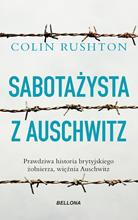 COLIN RUSHTON
SABOTAŻYSTA
Z AUSCHWITZ
Prawdziwa historia brytyjskiego
żołnierza, więźnia Auschwitz
BELLONA